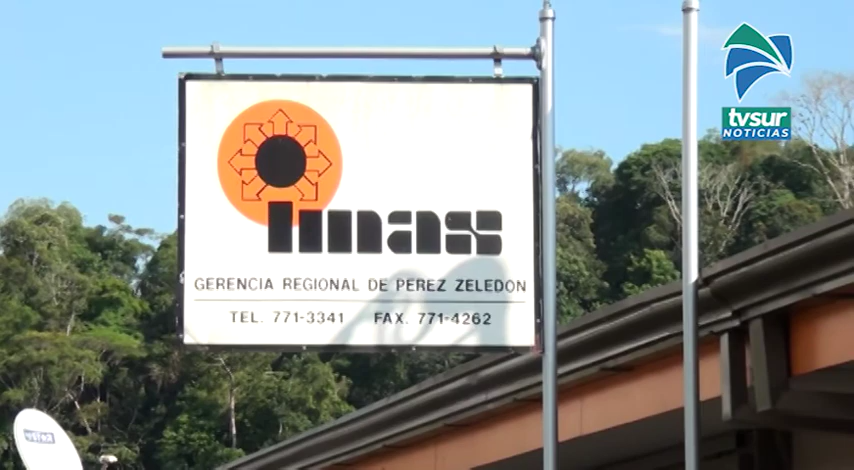 tvsur
NOTICIAS
imas
GERENCIA REGIONAL DE PEREZ ZELEDON
TEL. 771-3341 FAX. 771-4262